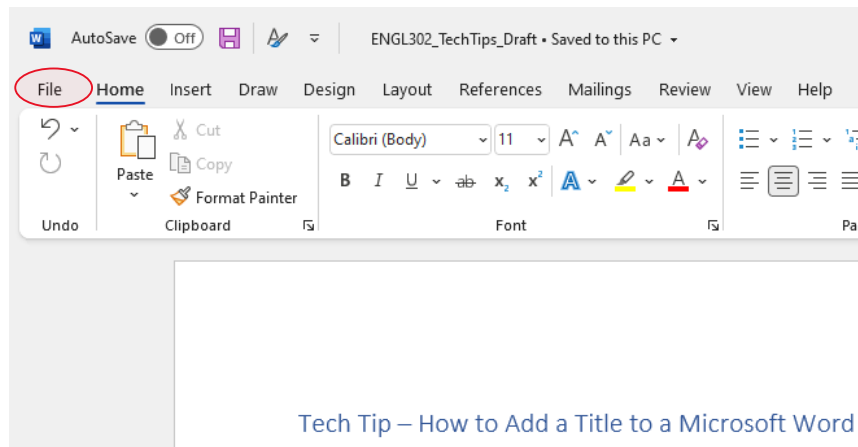 AutoSave Off ENGL302_TechTips_Draft • Saved to this PC
File Home Insert Draw Design Layout References Mailings Review View Help
Cut
Copy
Paste
Format Painter
Calibri (Body) 11 A A Aa A
B I U ab x₂ x² A A
Undo Clipboard Font
Tech Tip – How to Add a Title to a Microsoft Word